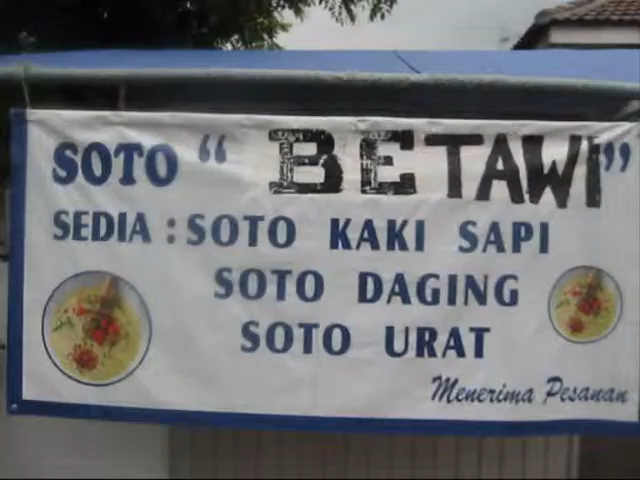 SOTO “ BETAWI”
SEDIA : SOTO KAKI SAPI
SOTO DAGING
SOTO URAT
Menerima Pesanan